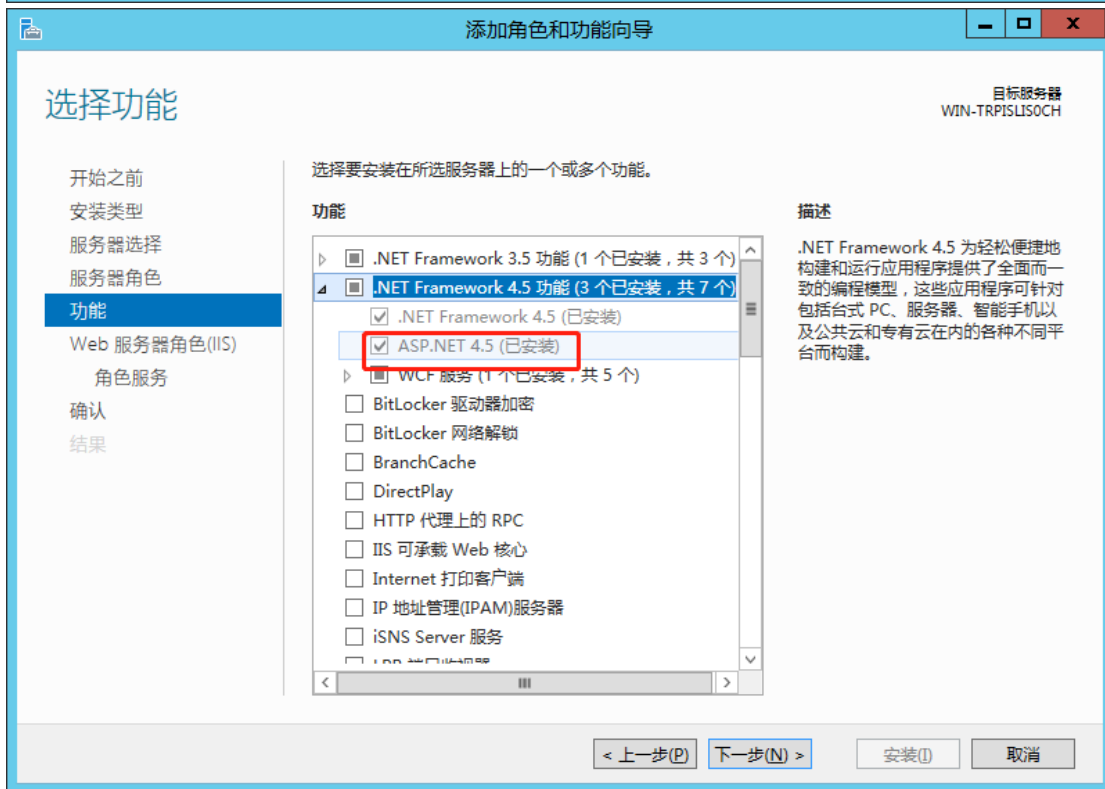 添加角色和功能向导
选择功能
目标服务器
WIN-TRPISLIS0CH
开始之前
安装类型
服务器选择
服务器角色
功能
Web 服务器角色(IIS)
角色服务
确认
结果
选择要安装在所选服务器上的一个或多个功能。
功能
.NET Framework 3.5 功能 (1 个已安装，共 3 个)
.NET Framework 4.5 功能 (3 个已安装，共 7 个)
.NET Framework 4.5 (已安装)
ASP.NET 4.5 (已安装)
WCF 服务 (1 个已安装，共 5 个)
BitLocker 驱动器加密
BitLocker 网络解锁
BranchCache
DirectPlay
HTTP 代理上的 RPC
IIS 可承载 Web 核心
Internet 打印客户端
IP 地址管理(IPAM)服务器
iSNS Server 服务
描述
.NET Framework 4.5 为轻松便捷地
构建和运行应用程序提供了全面而一
致的编程模型，这些应用程序可针对
包括台式 PC、服务器、智能手机以
及公共云和专有云在内的各种不同平
台而构建。
< 上一步(P)
下一步(N) >
安装(I)
取消